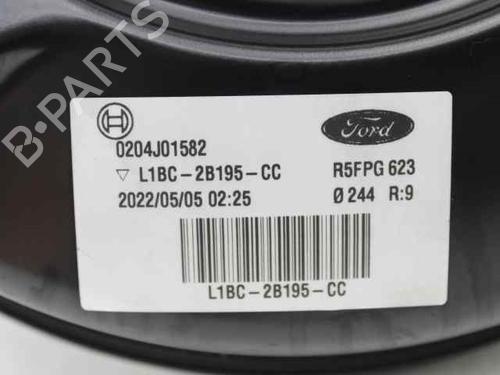 B-PARTS
Ford
0204J01582
▽ L1BC-2B195-CC R5FPG 623
2022/05/05 02:25 Ø 244 R:9
L1BC-2B195-CC